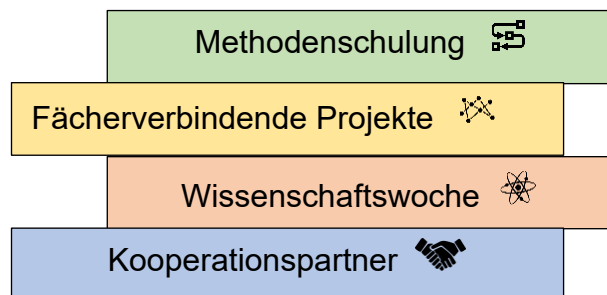 Methodenschulung
Fächerverbindende Projekte
Wissenschaftswoche
Kooperationspartner